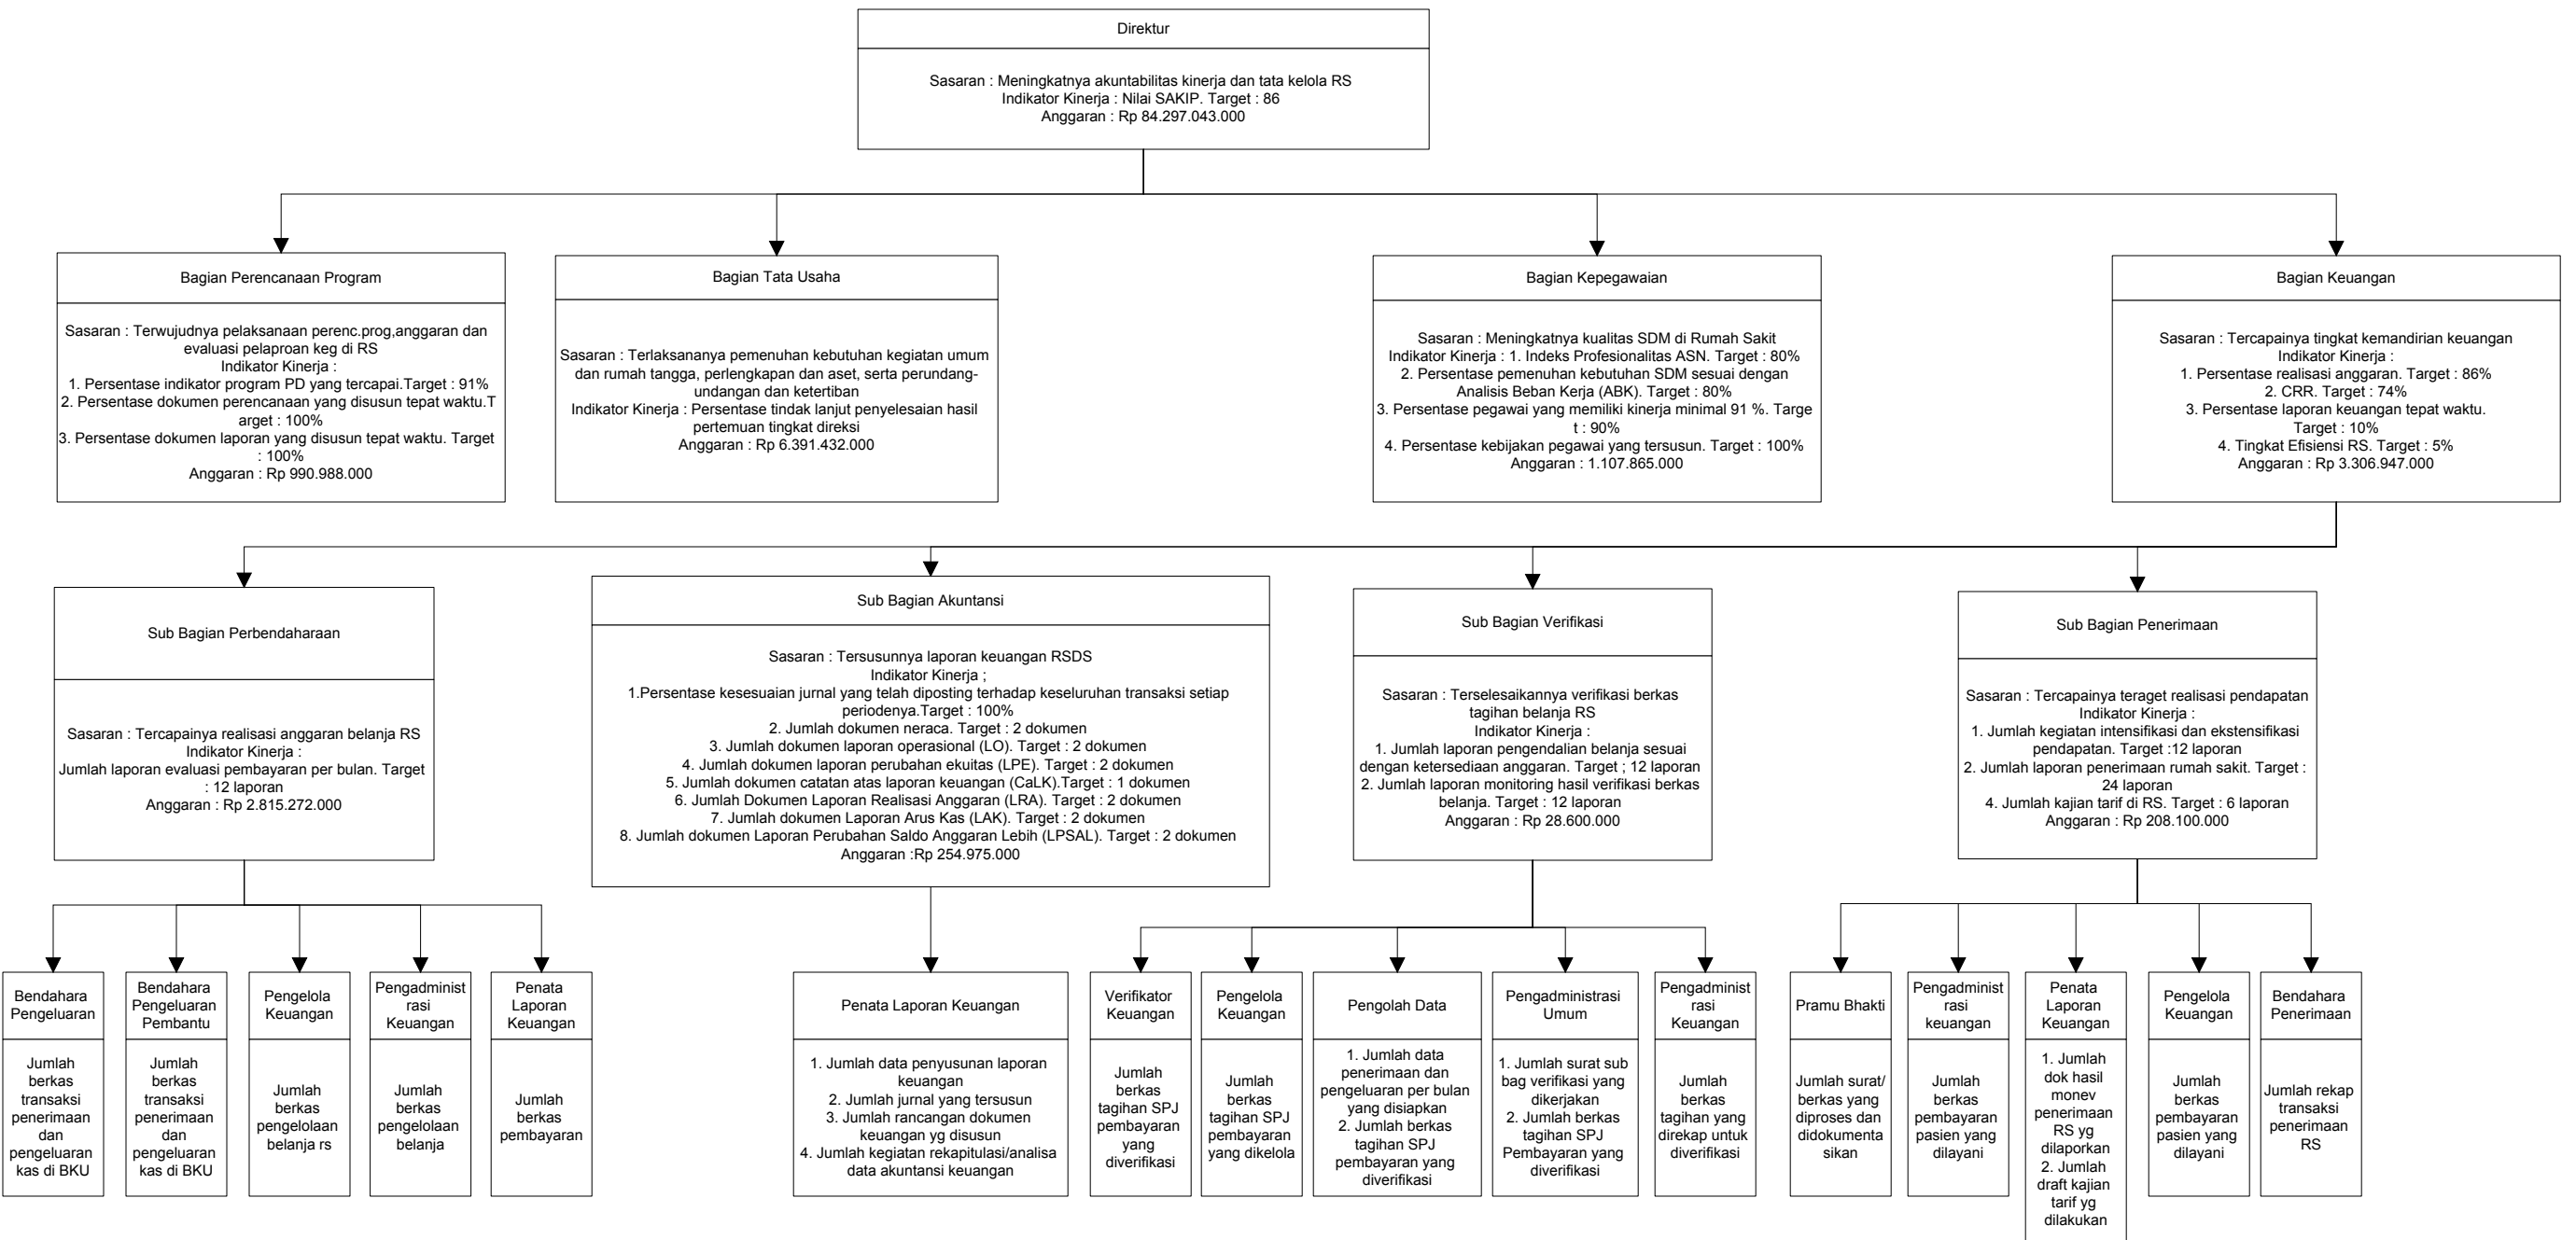 Direktur
Sasaran : Meningkatnya akuntabilitas kinerja dan tata kelola RS
Indikator Kinerja : Nilai SAKIP. Target : 86
Anggaran : Rp 84.297.043.000
Bagian Perencanaan Program
Sasaran : Terwujudnya pelaksanaan perenc.prog,anggaran dan
evaluasi pelaproan keg di RS
Indikator Kinerja :
1. Persentase indikator program PD yang tercapai.Target : 91%
2. Persentase dokumen perencanaan yang disusun tepat waktu.T
arget : 100%
3. Persentase dokumen laporan yang disusun tepat waktu. Target
: 100%
Anggaran : Rp 990.988.000
Bagian Tata Usaha
Sasaran : Terlaksananya pemenuhan kebutuhan kegiatan umum
dan rumah tangga, perlengkapan dan aset, serta perundang-
undangan dan ketertiban
Indikator Kinerja : Persentase tindak lanjut penyelesaian hasil
pertemuan tingkat direksi
Anggaran : Rp 6.391.432.000
Bagian Kepegawaian
Sasaran : Meningkatnya kualitas SDM di Rumah Sakit
Indikator Kinerja : 1. Indeks Profesionalitas ASN. Target : 80%
2. Persentase pemenuhan kebutuhan SDM sesuai dengan
Analisis Beban Kerja (ABK). Target : 80%
3. Persentase pegawai yang memiliki kinerja minimal 91 %. Targe
t : 90%
4. Persentase kebijakan pegawai yang tersusun. Target : 100%
Anggaran : 1.107.865.000
Bagian Keuangan
Sasaran : Tercapainya tingkat kemandirian keuangan
Indikator Kinerja :
1. Persentase realisasi anggaran. Target : 86%
2. CRR. Target : 74%
3. Persentase laporan keuangan tepat waktu.
Target : 10%
4. Tingkat Efisiensi RS. Target : 5%
Anggaran : Rp 3.306.947.000
Sub Bagian Perbendaharaan
Sasaran : Tercapainya realisasi anggaran belanja RS
Indikator Kinerja :
Jumlah laporan evaluasi pembayaran per bulan. Target
: 12 laporan
Anggaran : Rp 2.815.272.000
Sub Bagian Akuntansi
Sasaran : Tersusunnya laporan keuangan RSDS
Indikator Kinerja ;
1.Persentase kesesuaian jurnal yang telah diposting terhadap keseluruhan transaksi setiap
periodenya.Target : 100%
2. Jumlah dokumen neraca. Target : 2 dokumen
3. Jumlah dokumen laporan operasional (LO). Target : 2 dokumen
4. Jumlah dokumen laporan perubahan ekuitas (LPE). Target : 2 dokumen
5. Jumlah dokumen catatan atas laporan keuangan (CaLK).Target : 1 dokumen
6. Jumlah Dokumen Laporan Realisasi Anggaran (LRA). Target : 2 dokumen
7. Jumlah dokumen Laporan Arus Kas (LAK). Target : 2 dokumen
8. Jumlah dokumen Laporan Perubahan Saldo Anggaran Lebih (LPSAL). Target : 2 dokumen
Anggaran :Rp 254.975.000
Sub Bagian Verifikasi
Sasaran : Terselesaikannya verifikasi berkas
tagihan belanja RS
Indikator Kinerja :
1. Jumlah laporan pengendalian belanja sesuai
dengan ketersediaan anggaran. Target ; 12 laporan
2. Jumlah laporan monitoring hasil verifikasi berkas
belanja. Target : 12 laporan
Anggaran : Rp 28.600.000
Sub Bagian Penerimaan
Sasaran : Tercapainya teraget realisasi pendapatan
Indikator Kinerja :
1. Jumlah kegiatan intensifikasi dan ekstensifikasi
pendapatan. Target :12 laporan
2. Jumlah laporan penerimaan rumah sakit. Target :
24 laporan
4. Jumlah kajian tarif di RS. Target : 6 laporan
Anggaran : Rp 208.100.000
Bendahara
Pengeluaran
Jumlah
berkas
transaksi
penerimaan
dan
pengeluaran
kas di BKU
Bendahara
Pengeluaran
Pembantu
Jumlah
berkas
transaksi
penerimaan
dan
pengeluaran
kas di BKU
Pengelola
Keuangan
Jumlah
berkas
pengelolaan
belanja rs
Pengadminist
rasi
Keuangan
Jumlah
berkas
pengelolaan
belanja
Penata
Laporan
Keuangan
Jumlah
berkas
pembayaran
Penata Laporan Keuangan
1. Jumlah data penyusunan laporan
keuangan
2. Jumlah jurnal yang tersusun
3. Jumlah rancangan dokumen
keuangan yg disusun
4. Jumlah kegiatan rekapitulasi/analisa
data akuntansi keuangan
Verifikator
Keuangan
Jumlah
berkas
tagihan SPJ
pembayaran
yang
diverifikasi
Pengelola
Keuangan
Jumlah
berkas
tagihan SPJ
pembayaran
yang dikelola
Pengolah Data
1. Jumlah data
penerimaan dan
pengeluaran per bulan
yang disiapkan
2. Jumlah berkas
tagihan SPJ
pembayaran yang
diverifikasi
Pengadministrasi
Umum
1. Jumlah surat sub
bag verifikasi yang
dikerjakan
2. Jumlah berkas
tagihan SPJ
Pembayaran yang
diverifikasi
Pengadminist
rasi
Keuangan
Jumlah
berkas
tagihan yang
direkap untuk
diverifikasi
Pramu Bhakti
Jumlah surat/
berkas yang
diproses dan
didokumenta
sikan
Pengadminist
rasi
keuangan
Jumlah
berkas
pembayaran
pasien yang
dilayani
Penata
Laporan
Keuangan
1. Jumlah
dok hasil
monev
penerimaan
RS yg
dilaporkan
2. Jumlah
draft kajian
tarif yg
dilakukan
Pengelola
Keuangan
Jumlah
berkas
pembayaran
pasien yang
dilayani
Bendahara
Penerimaan
Jumlah rekap
transaksi
penerimaan
RS